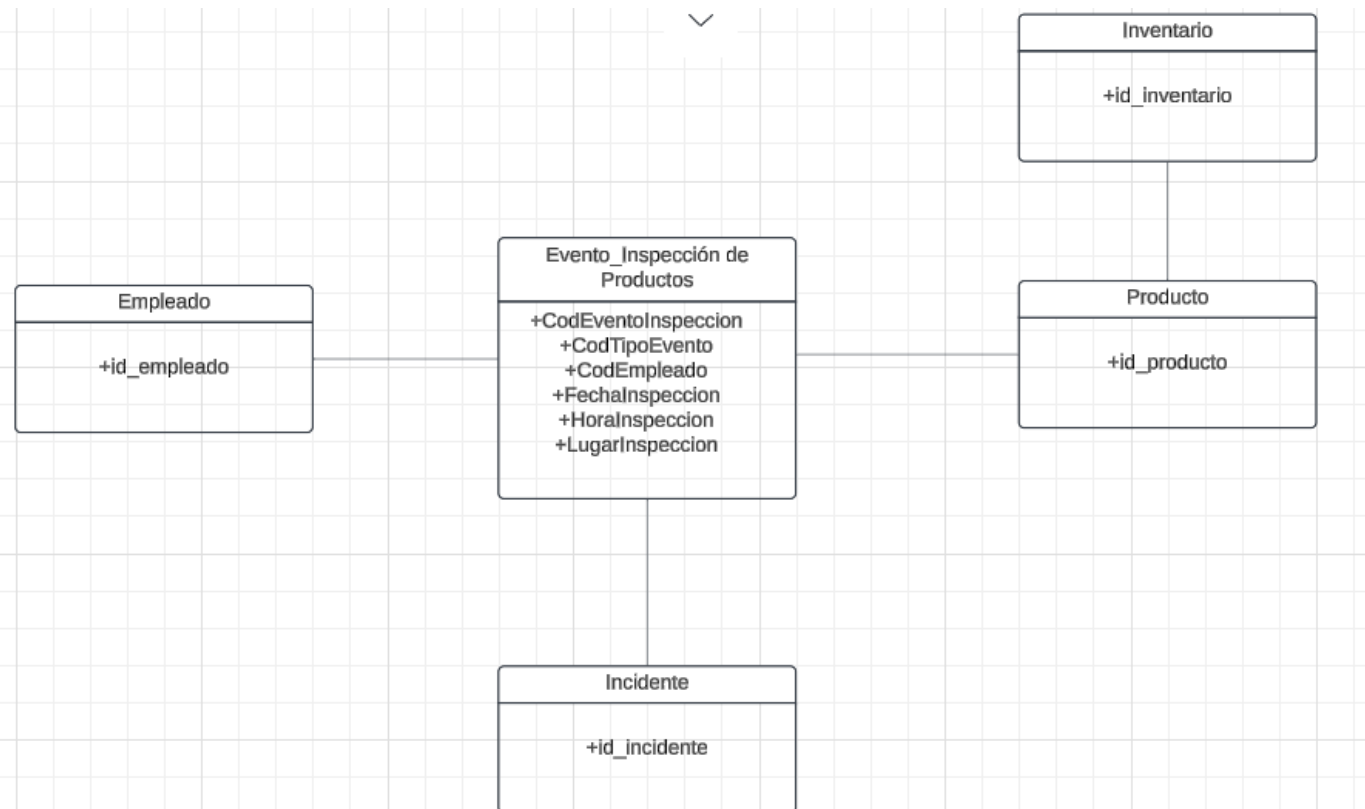 Inventario
+id_inventario
Evento_Inspección de
Productos
+CodEventoInspeccion
+CodTipoEvento
+CodEmpleado
+FechaInspeccion
+HoraInspeccion
+LugarInspeccion
Empleado
+id_empleado
Producto
+id_producto
Incidente
+id_incidente